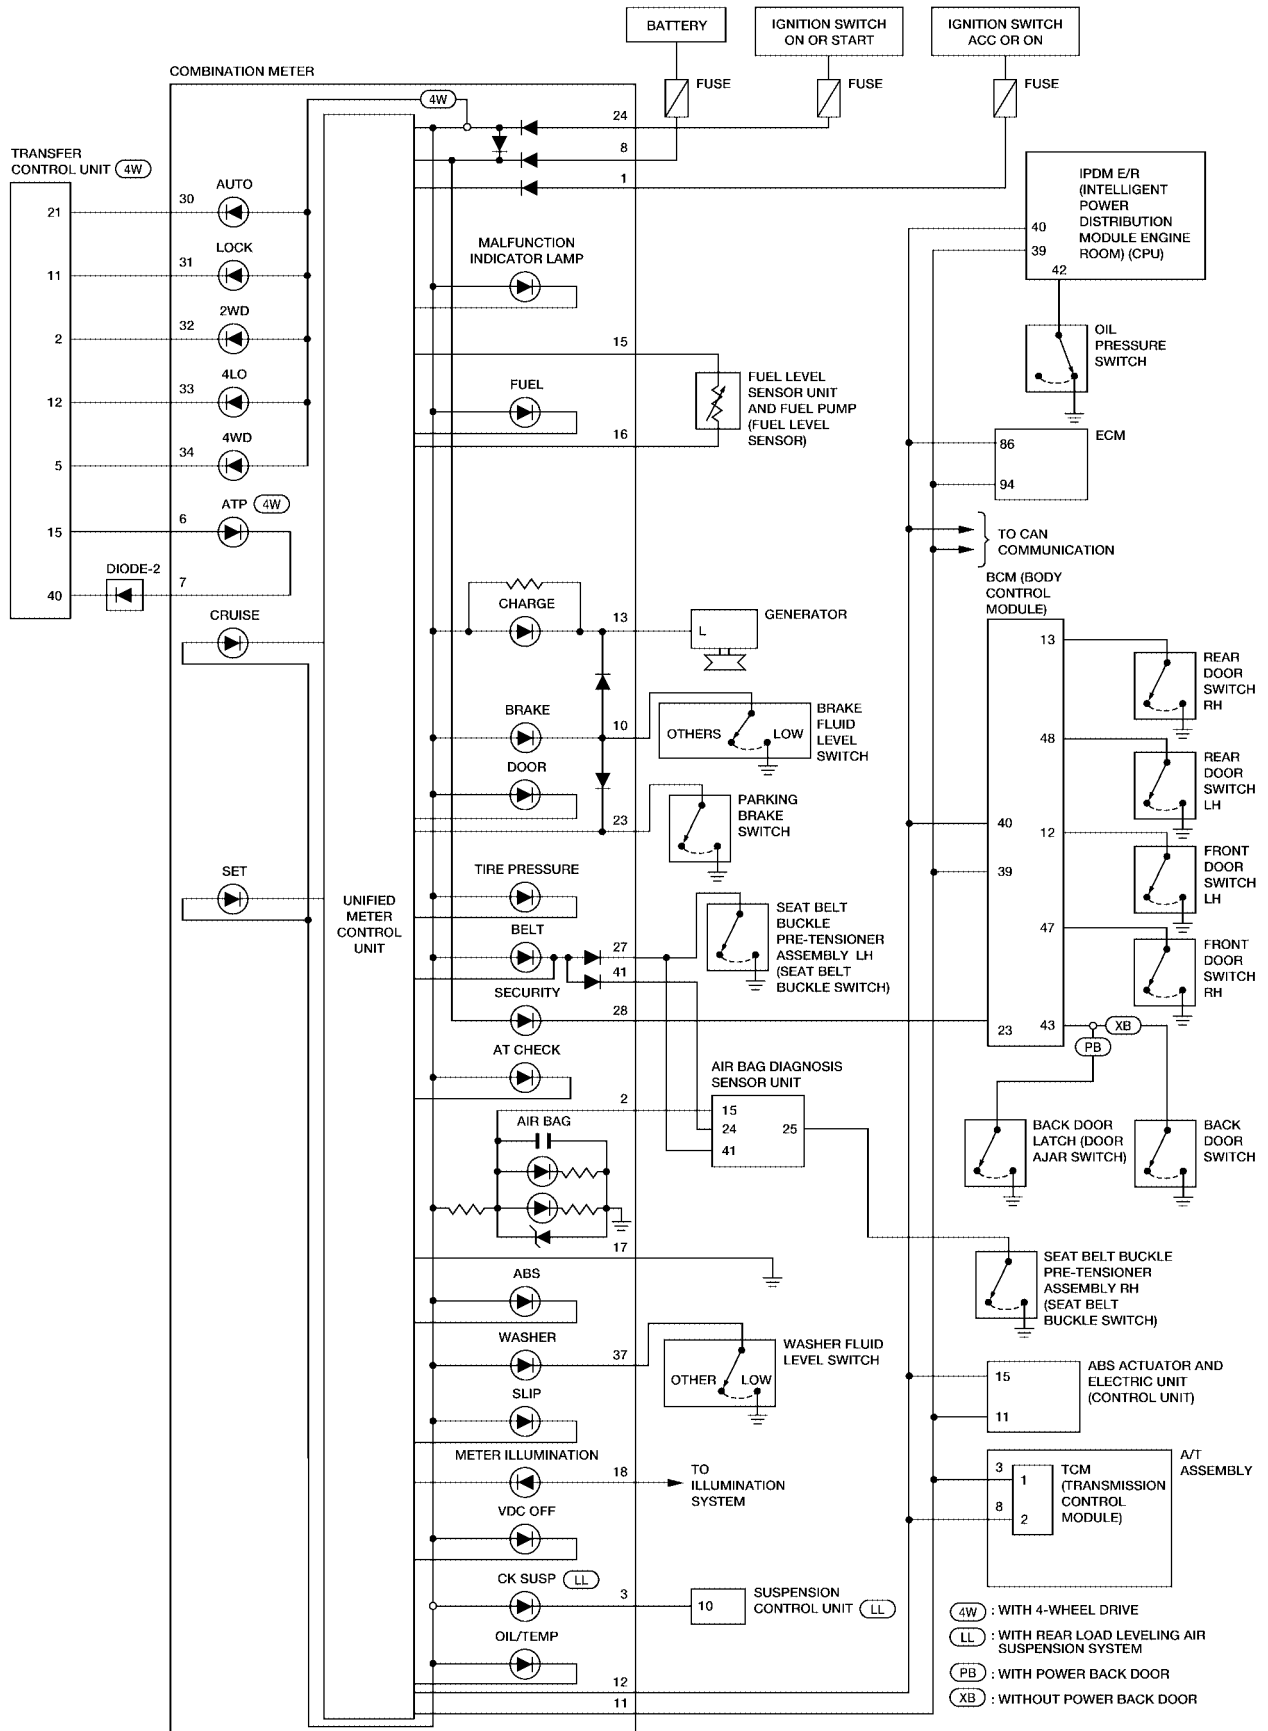 BATTERY
IGNITION SWITCH
ON OR START
IGNITION SWITCH
ACC OR ON
FUSE
FUSE
FUSE
COMBINATION METER
4W
24
8
1
TRANSFER
CONTROL UNIT 4W
21
11
2
12
5
15
40
30
AUTO
31
LOCK
32
2WD
33
4LO
34
4WD
6
ATP 4W
7
DIODE-2
CRUISE
SET
UNIFIED
METER
CONTROL
UNIT
MALFUNCTION
INDICATOR LAMP
15
FUEL
16
FUEL LEVEL
SENSOR UNIT
AND FUEL PUMP
(FUEL LEVEL
SENSOR)
CHARGE
13
L
GENERATOR
BRAKE
10
OTHERS
LOW
BRAKE
FLUID
LEVEL
SWITCH
DOOR
23
PARKING
BRAKE
SWITCH
TIRE PRESSURE
BELT
27
41
SEAT BELT
BUCKLE
PRE-TENSIONER
ASSEMBLY LH
(SEAT BELT
BUCKLE SWITCH)
SECURITY
28
AT CHECK
2
AIR BAG DIAGNOSIS
SENSOR UNIT
15
24
41
25
AIR BAG
17
ABS
WASHER
37
OTHER
LOW
WASHER FLUID
LEVEL SWITCH
SLIP
METER ILLUMINATION
18
TO
ILLUMINATION
SYSTEM
VDC OFF
CK SUSP LL
3
10
SUSPENSION
CONTROL UNIT LL
OIL/TEMP
12
11
IPDM E/R
(INTELLIGENT
POWER
DISTRIBUTION
MODULE ENGINE
ROOM) (CPU)
40
39
42
OIL
PRESSURE
SWITCH
ECM
86
94
TO CAN
COMMUNICATION
BCM (BODY
CONTROL
MODULE)
13
48
40
12
39
47
23
43
REAR
DOOR
SWITCH
RH
REAR
DOOR
SWITCH
LH
FRONT
DOOR
SWITCH
LH
FRONT
DOOR
SWITCH
RH
XB
PB
BACK DOOR
LATCH (DOOR
AJAR SWITCH)
BACK
DOOR
SWITCH
SEAT BELT BUCKLE
PRE-TENSIONER
ASSEMBLY RH
(SEAT BELT
BUCKLE SWITCH)
15
11
ABS ACTUATOR AND
ELECTRIC UNIT
(CONTROL UNIT)
A/T
ASSEMBLY
3
8
1
2
TCM
(TRANSMISSION
CONTROL
MODULE)
4W : WITH 4-WHEEL DRIVE
LL : WITH REAR LOAD LEVELING AIR
SUSPENSION SYSTEM
PB : WITH POWER BACK DOOR
XB : WITHOUT POWER BACK DOOR